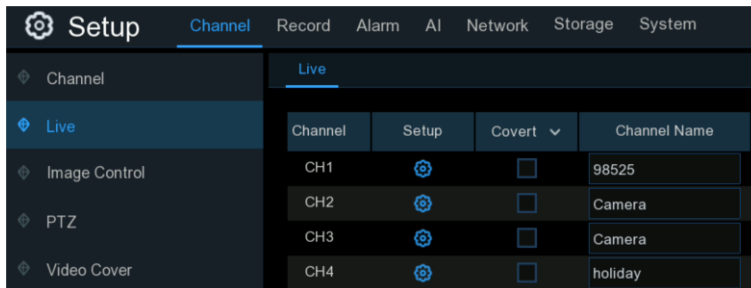 Setup Channel Record Alarm AI Network Storage System
Channel
Live
Image Control
PTZ
Video Cover
Live
Channel Setup Covert Channel Name
CH1 98525
CH2 Camera
CH3 Camera
CH4 holiday